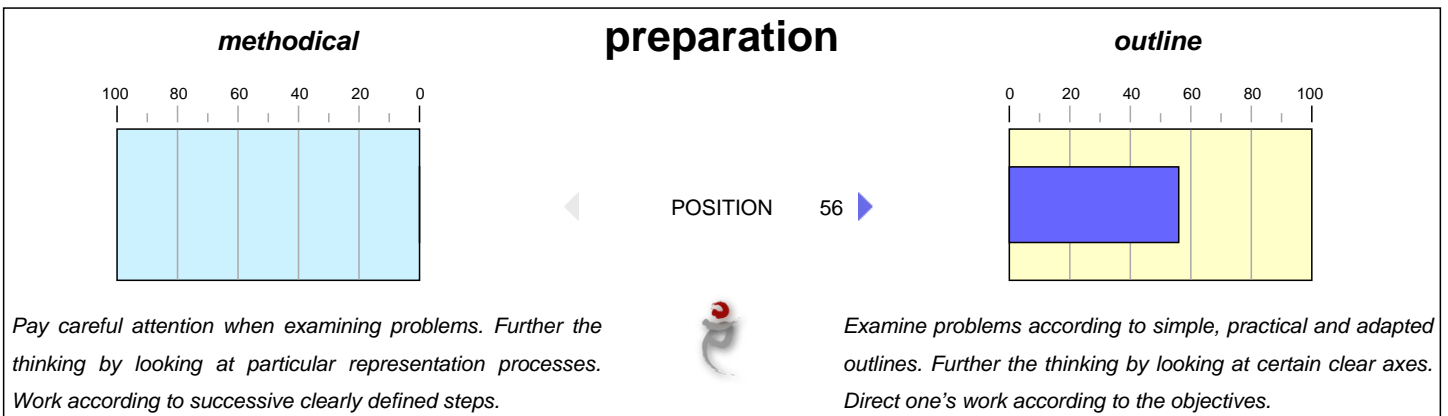 methodical preparation outline
100 80 60 40 20 0 0 20 40 60 80 100
POSITION 56
Pay careful attention when examining problems. Further the
thinking by looking at particular representation processes.
Work according to successive clearly defined steps.
Examine problems according to simple, practical and adapted
outlines. Further the thinking by looking at certain clear axes.
Direct one's work according to the objectives.